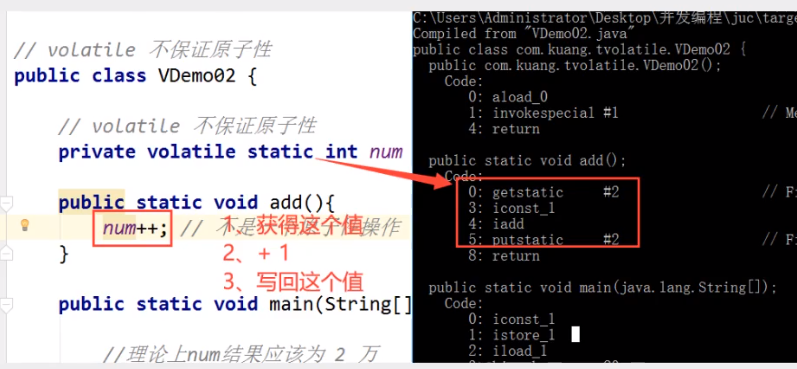 // volatile 不保证原子性
public class VDemo02 {
// volatile 不保证原子性
private volatile static int num
public static void add(){
num++; // 不是
操作
1、获得这个值
2、+ 1
3、写回这个值
}
public static void main(String[]
//理论上num结果应该为 2 万
C:\Users\Administrator\Desktop\并发编程\juc\targe
Compiled from "VDemo02.java"
public class com.kuang.tvolatile.VDemo02 {
public com.kuang.tvolatile.VDemo02();
Code:
0: aload_0
1: invokespecial #1 // Me
4: return
public static void add();
Code:
0: getstatic #2 // Fi
3: iconst_1
4: iadd
5: putstatic #2 // Fi
8: return
public static void main(java.lang.String[]);
Code:
0: iconst_1
1: istore_1
2: iload_1